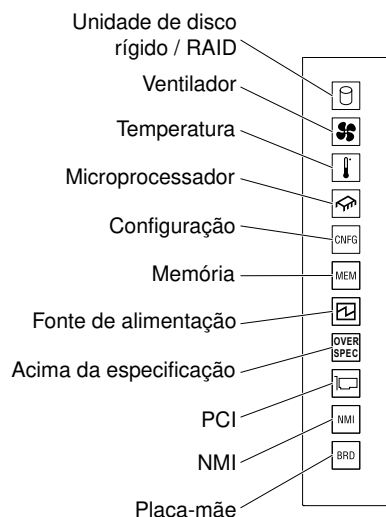 Unidade de disco
rígido / RAID
Ventilador
Temperatura
Microprocessador
Configuração
CNFG
Memória
MEM
Fonte de alimentação
OVER
SPEC
Acima da especificação
PCI
NMI
NMI
BRD
Placa-mãe